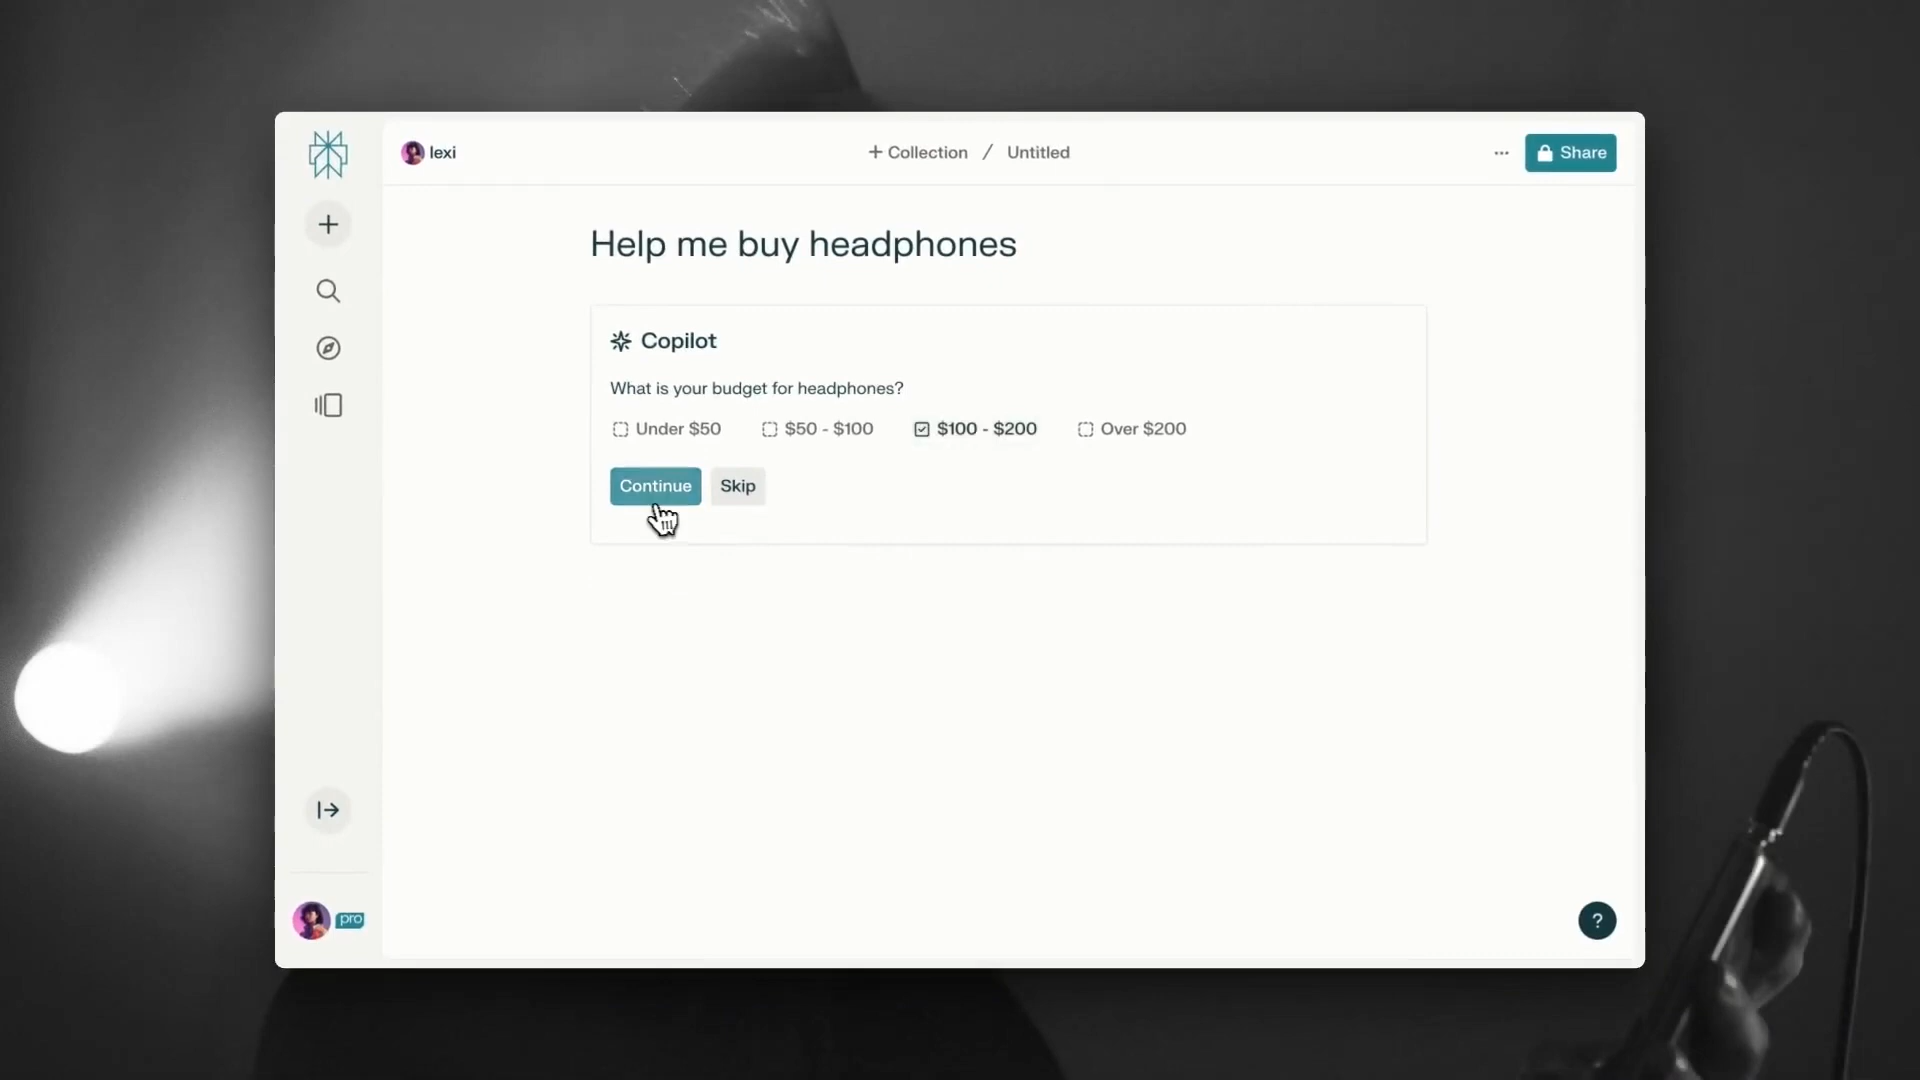 lexi
+ Collection / Untitled
... Share
Help me buy headphones
Copilot
What is your budget for headphones?
Under $50 $50 - $100 $100 - $200 Over $200
Continue Skip
pro
?